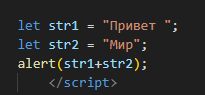 let str1 = "Привет ";
let str2 = "Мир";
alert(str1+str2);
</script>